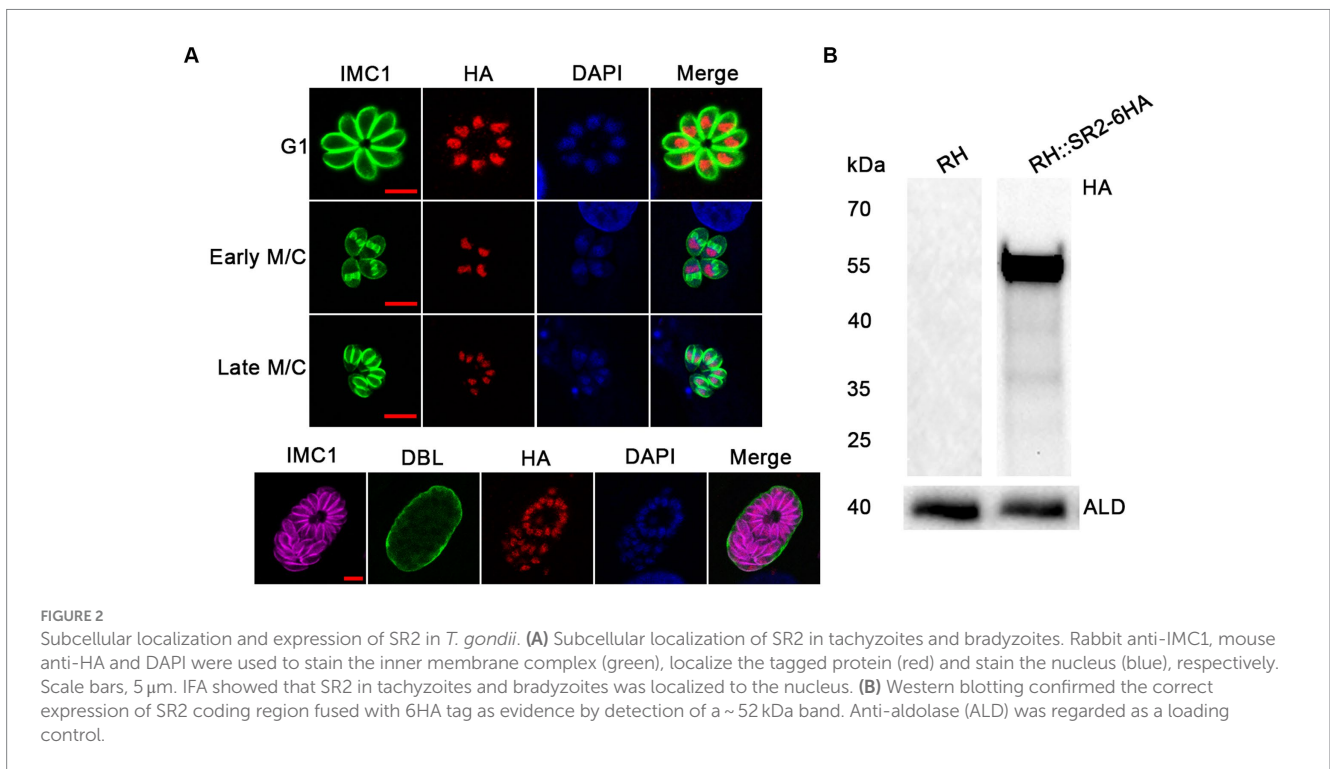 A
IMC1 HA DAPI Merge
G1
Early M/C
Late M/C
IMC1 DBL HA DAPI Merge
B
RH RH::SR2-6HA
kDa
HA
70
55
40
35
25
40 ALD
FIGURE 2
Subcellular localization and expression of SR2 in T. gondii. (A) Subcellular localization of SR2 in tachyzoites and bradyzoites. Rabbit anti-IMC1, mouse
anti-HA and DAPI were used to stain the inner membrane complex (green), localize the tagged protein (red) and stain the nucleus (blue), respectively.
Scale bars, 5 μm. IFA showed that SR2 in tachyzoites and bradyzoites was localized to the nucleus. (B) Western blotting confirmed the correct
expression of SR2 coding region fused with 6HA tag as evidence by detection of a ~ 52 kDa band. Anti-aldolase (ALD) was regarded as a loading
control.